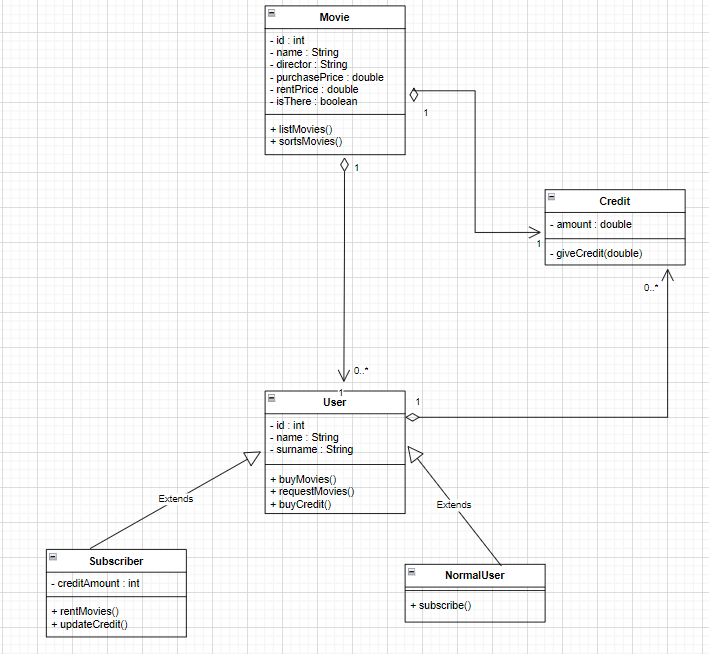 Movie
- id : int
- name : String
- director : String
- purchasePrice : double
- rentPrice : double
- isThere : boolean
+ listMovies()
+ sortsMovies()
1
1
Credit
- amount : double
- giveCredit(double)
1
0..*
0..*
1
1
User
- id : int
- name : String
- surname : String
+ buyMovies()
+ requestMovies()
+ buyCredit()
Extends
Extends
Subscriber
- creditAmount : int
+ rentMovies()
+ updateCredit()
NormalUser
+ subscribe()